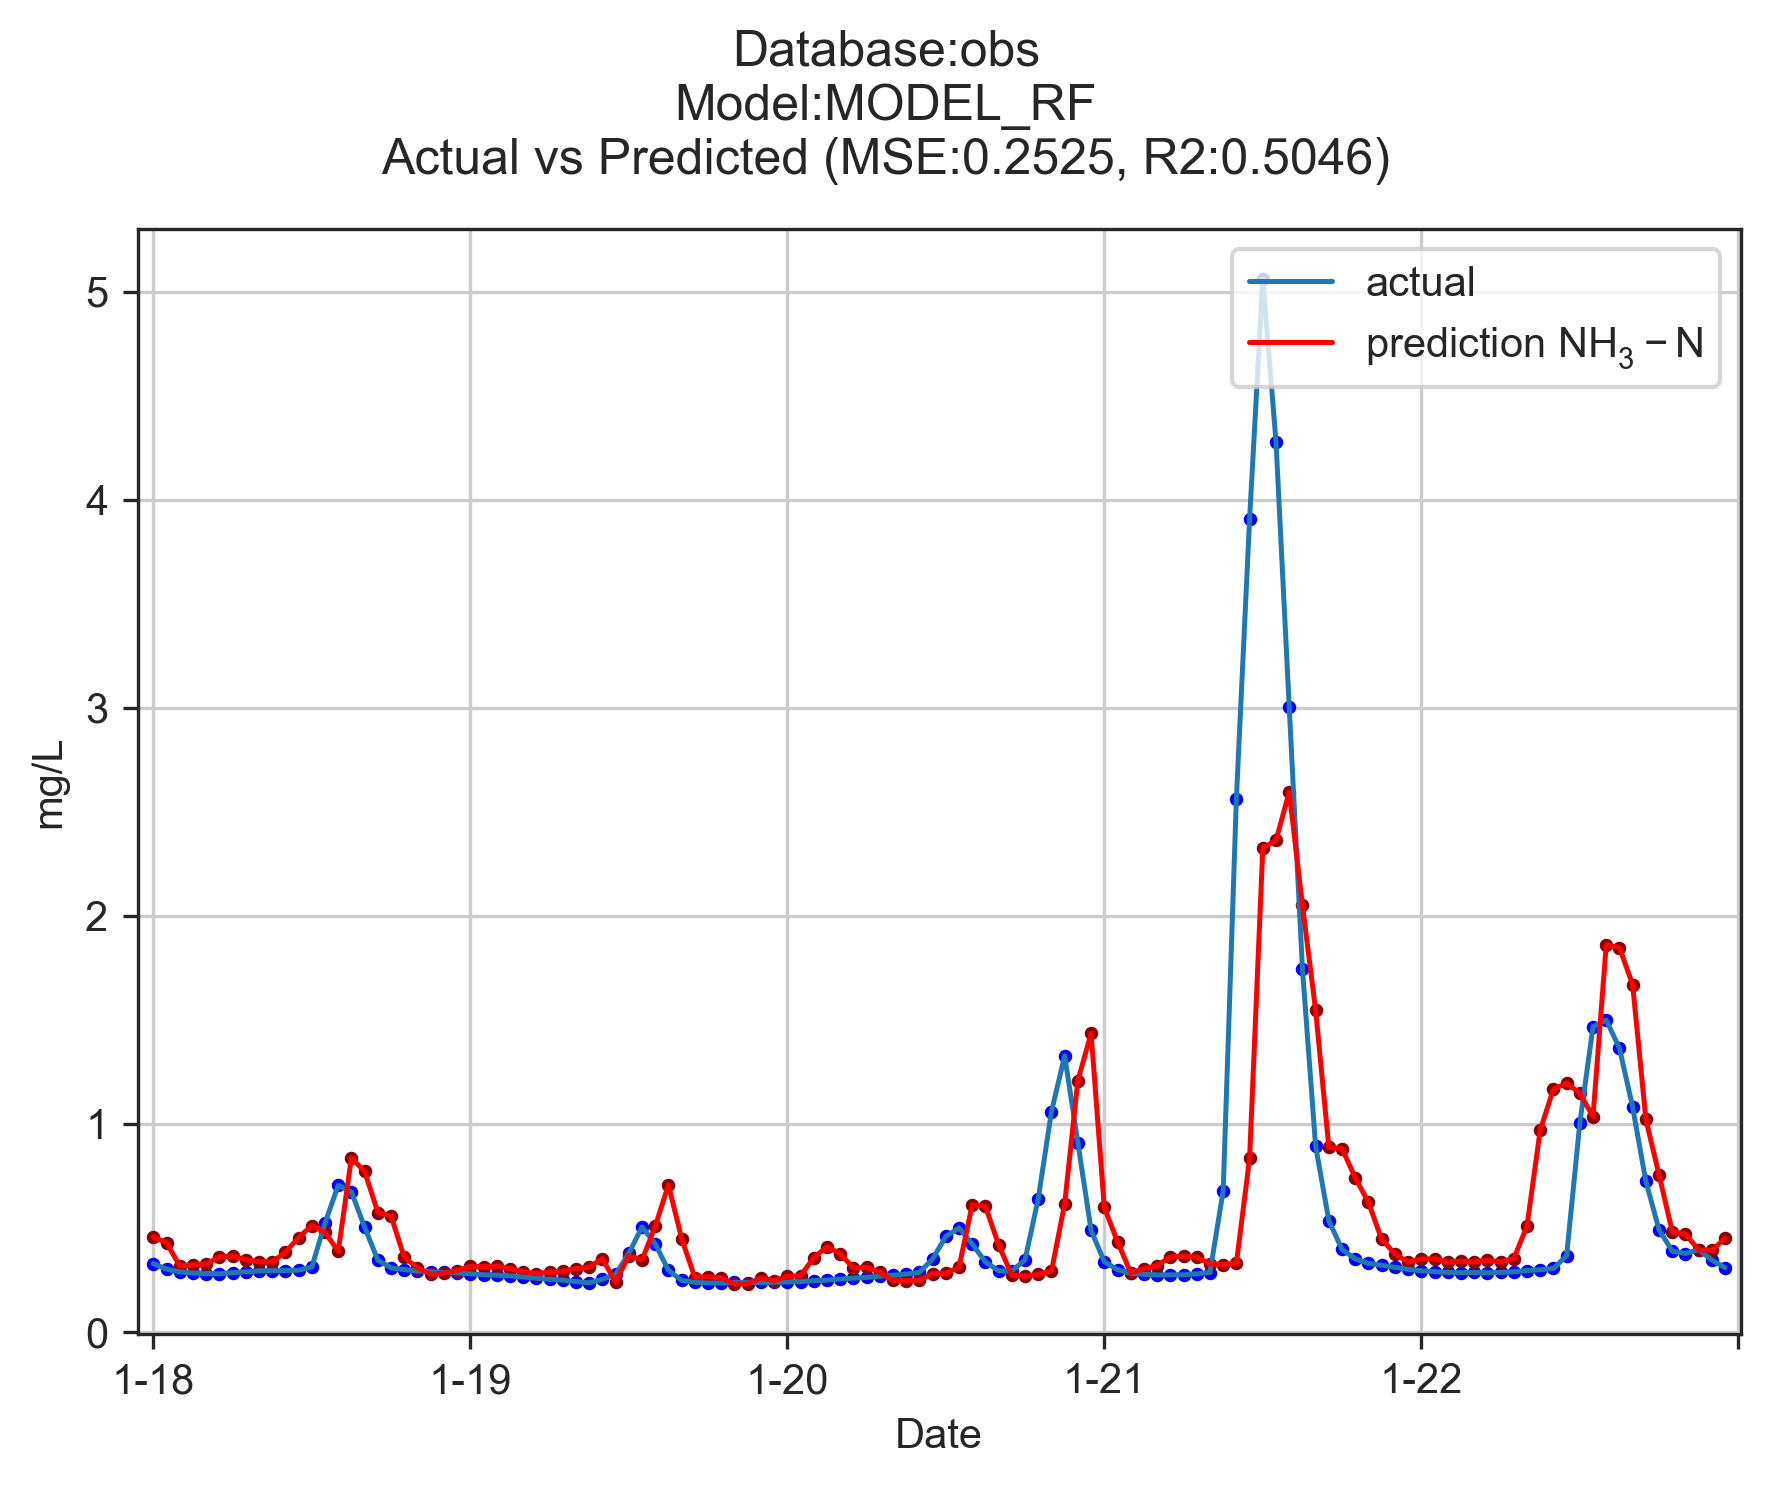 Database:obs
Model:MODEL_RF
Actual vs Predicted (MSE:0.2525, R2:0.5046)
actual
prediction NH₃ − N
5
4
3
2
1
0
mg/L
1-18 1-19 1-20 1-21 1-22
Date